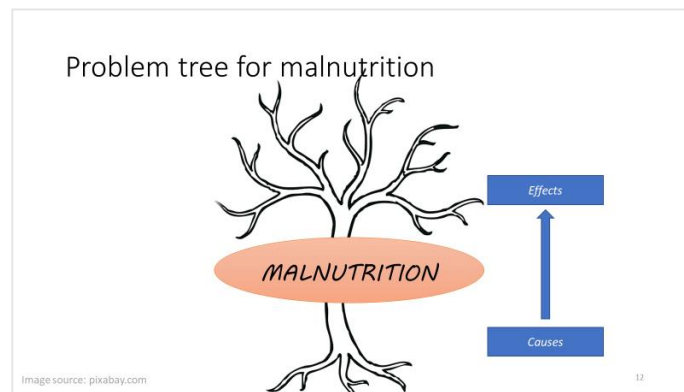 Problem tree for malnutrition
Effects
MALNUTRITION
Causes
Image source: pixabay.com
12